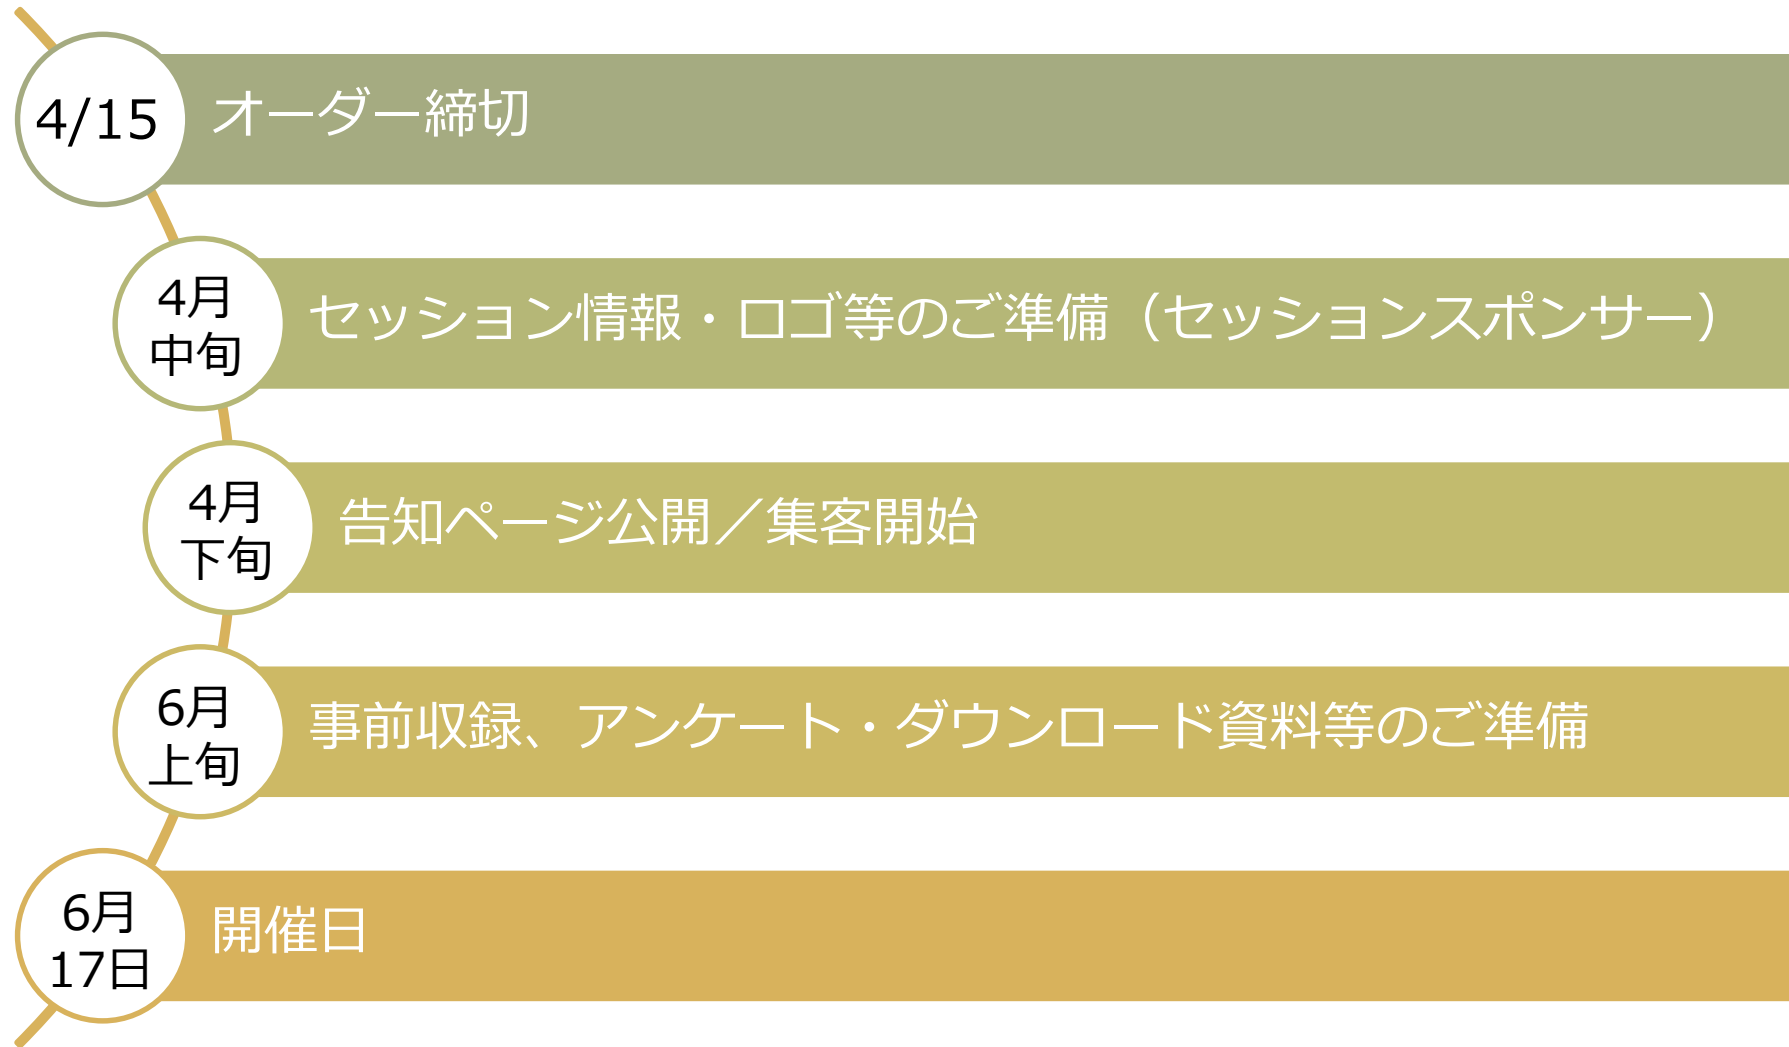 4/15
オーダー締切
4月
中旬
セッション情報・ロゴ等のご準備（セッションスポンサー）
4月
下旬
告知ページ公開／集客開始
6月
上旬
事前収録、アンケート・ダウンロード資料等のご準備
6月
17日
開催日